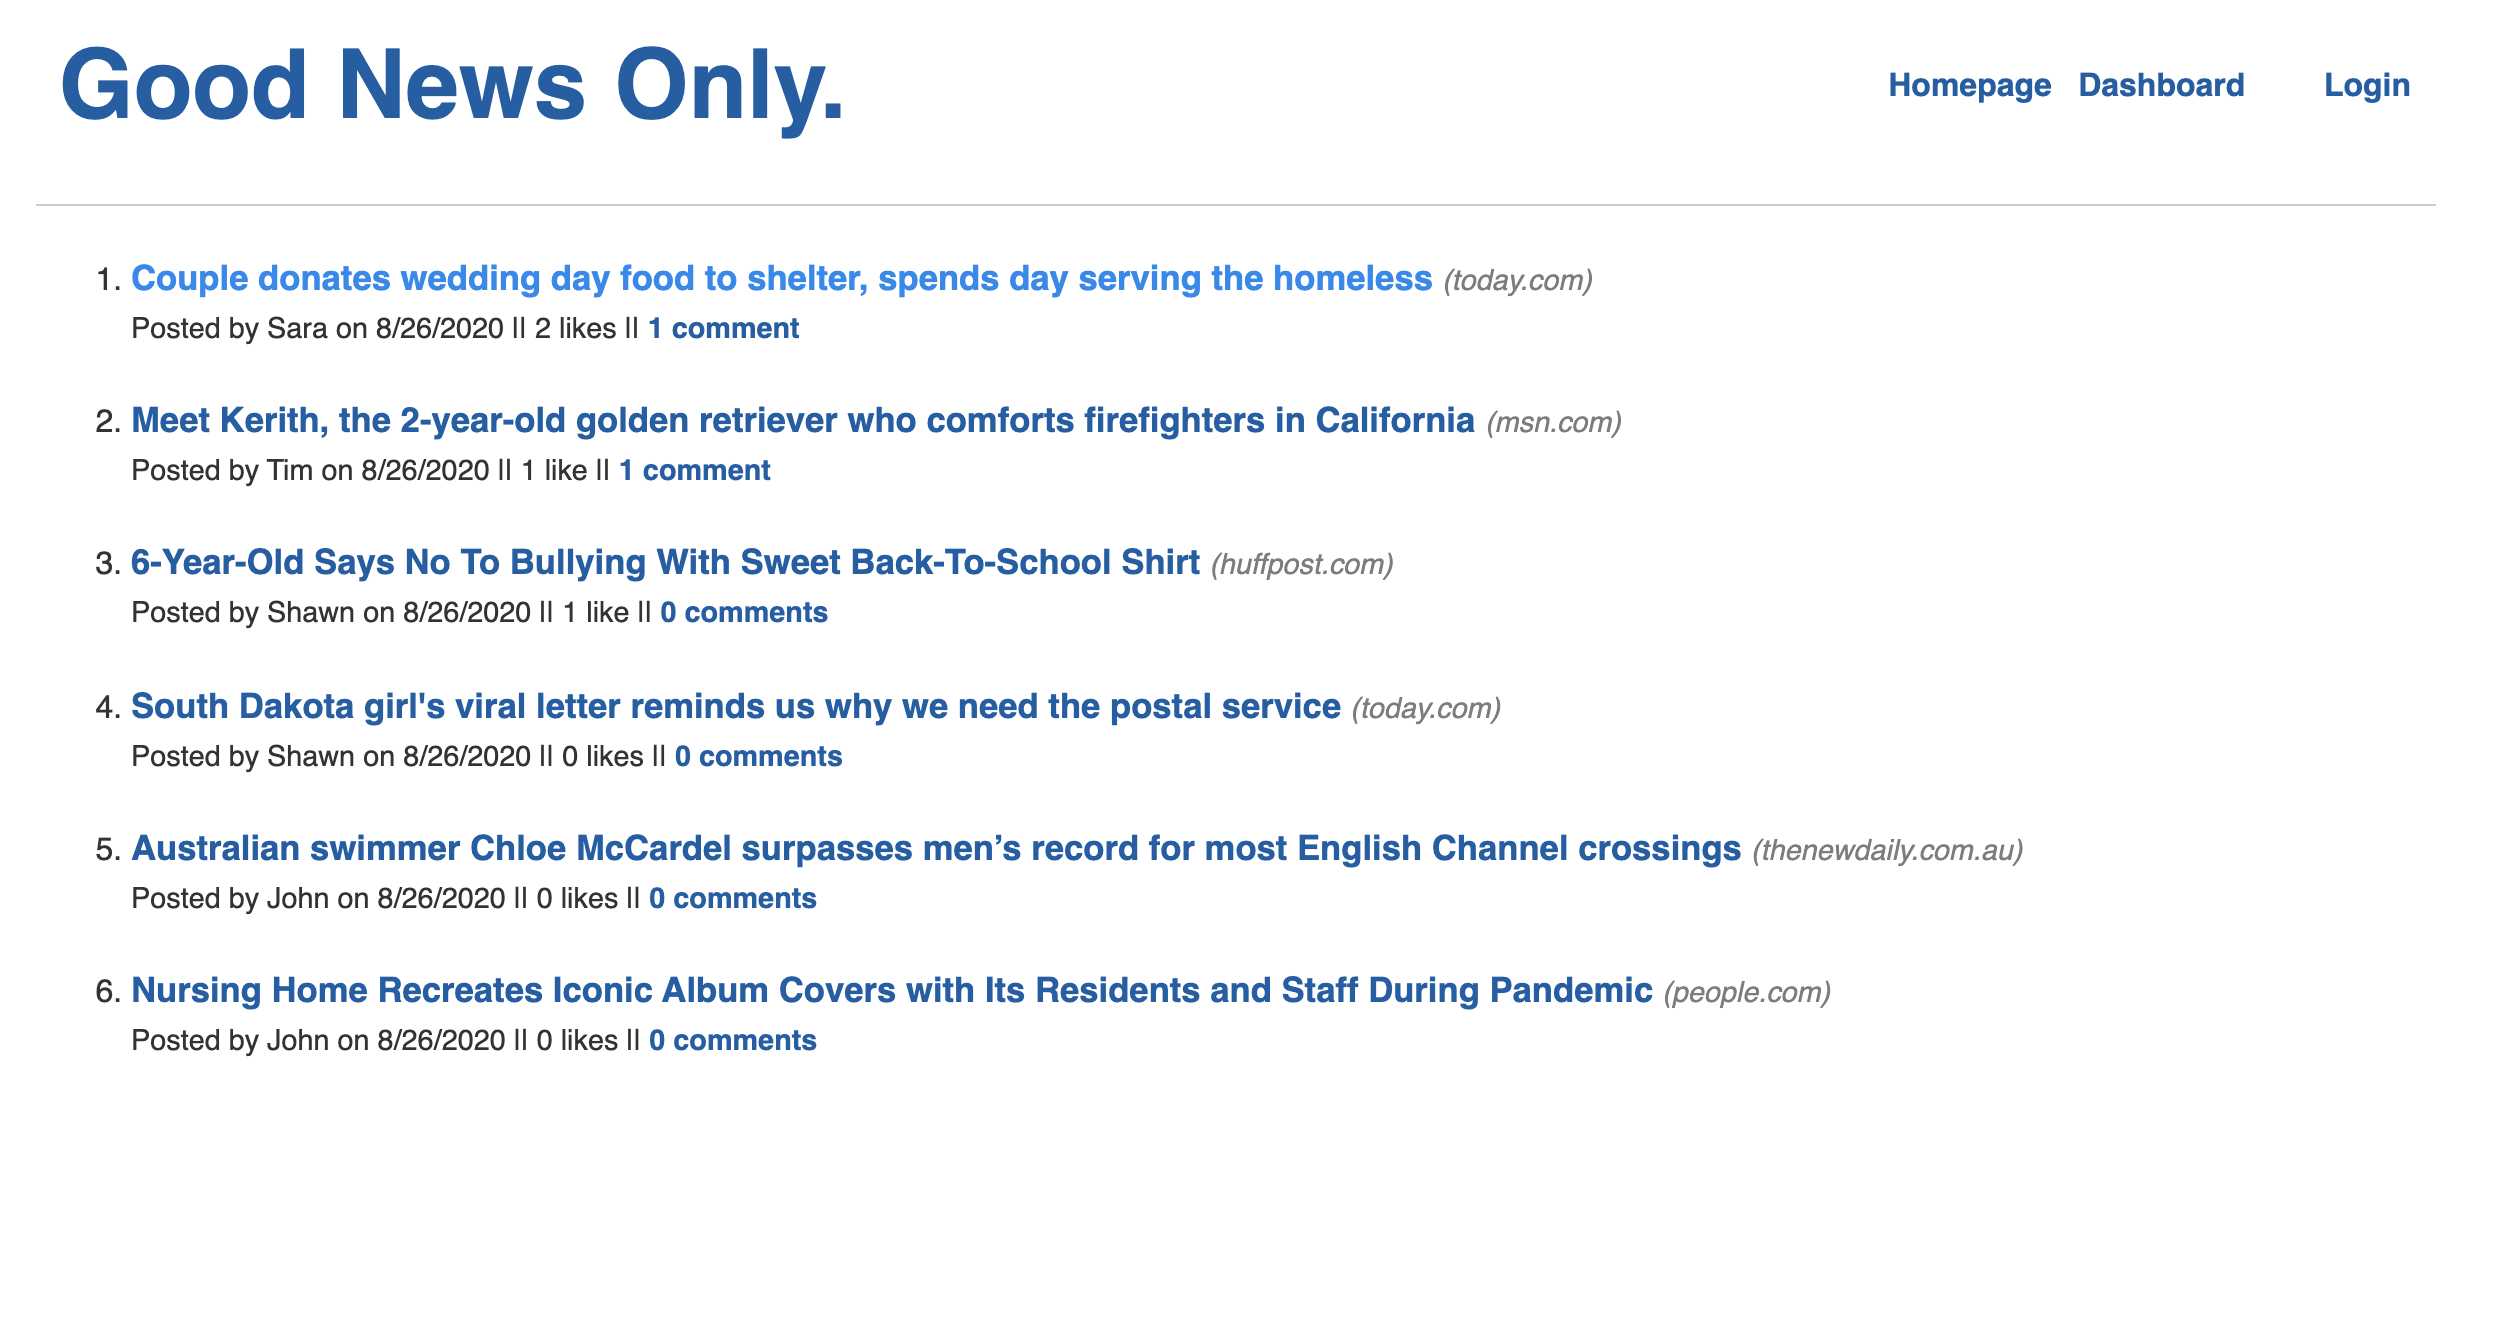 Good News Only.
Homepage Dashboard Login
1. Couple donates wedding day food to shelter, spends day serving the homeless (today.com)
Posted by Sara on 8/26/2020 || 2 likes || 1 comment
2. Meet Kerith, the 2-year-old golden retriever who comforts firefighters in California (msn.com)
Posted by Tim on 8/26/2020 || 1 like || 1 comment
3. 6-Year-Old Says No To Bullying With Sweet Back-To-School Shirt (huffpost.com)
Posted by Shawn on 8/26/2020 || 1 like || 0 comments
4. South Dakota girl's viral letter reminds us why we need the postal service (today.com)
Posted by Shawn on 8/26/2020 || 0 likes || 0 comments
5. Australian swimmer Chloe McCardel surpasses men’s record for most English Channel crossings (thenewdaily.com.au)
Posted by John on 8/26/2020 || 0 likes || 0 comments
6. Nursing Home Recreates Iconic Album Covers with Its Residents and Staff During Pandemic (people.com)
Posted by John on 8/26/2020 || 0 likes || 0 comments